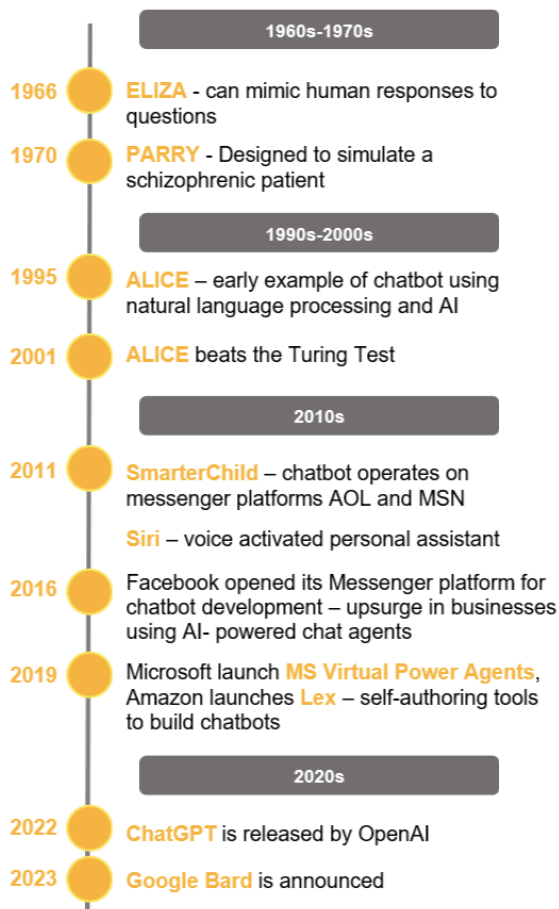 1960s-1970s
1966
ELIZA - can mimic human responses to
questions
1970
PARRY - Designed to simulate a
schizophrenic patient
1990s-2000s
1995
ALICE – early example of chatbot using
natural language processing and AI
2001
ALICE beats the Turing Test
2010s
2011
SmarterChild – chatbot operates on
messenger platforms AOL and MSN
Siri – voice activated personal assistant
2016
Facebook opened its Messenger platform for
chatbot development – upsurge in businesses
using AI- powered chat agents
2019
Microsoft launch MS Virtual Power Agents,
Amazon launches Lex – self-authoring tools
to build chatbots
2020s
2022
ChatGPT is released by OpenAI
2023
Google Bard is announced